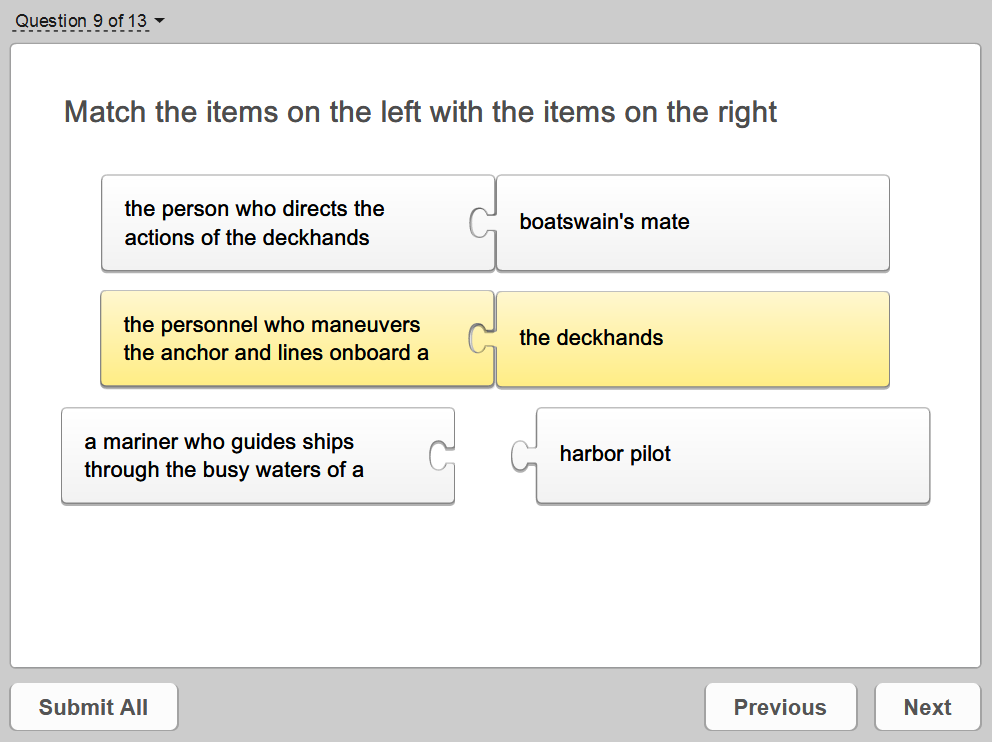 Question 9 of 13
Match the items on the left with the items on the right
the person who directs the
actions of the deckhands
boatswain's mate
the personnel who maneuvers
the anchor and lines onboard a
the deckhands
a mariner who guides ships
through the busy waters of a
harbor pilot
Submit All
Previous
Next